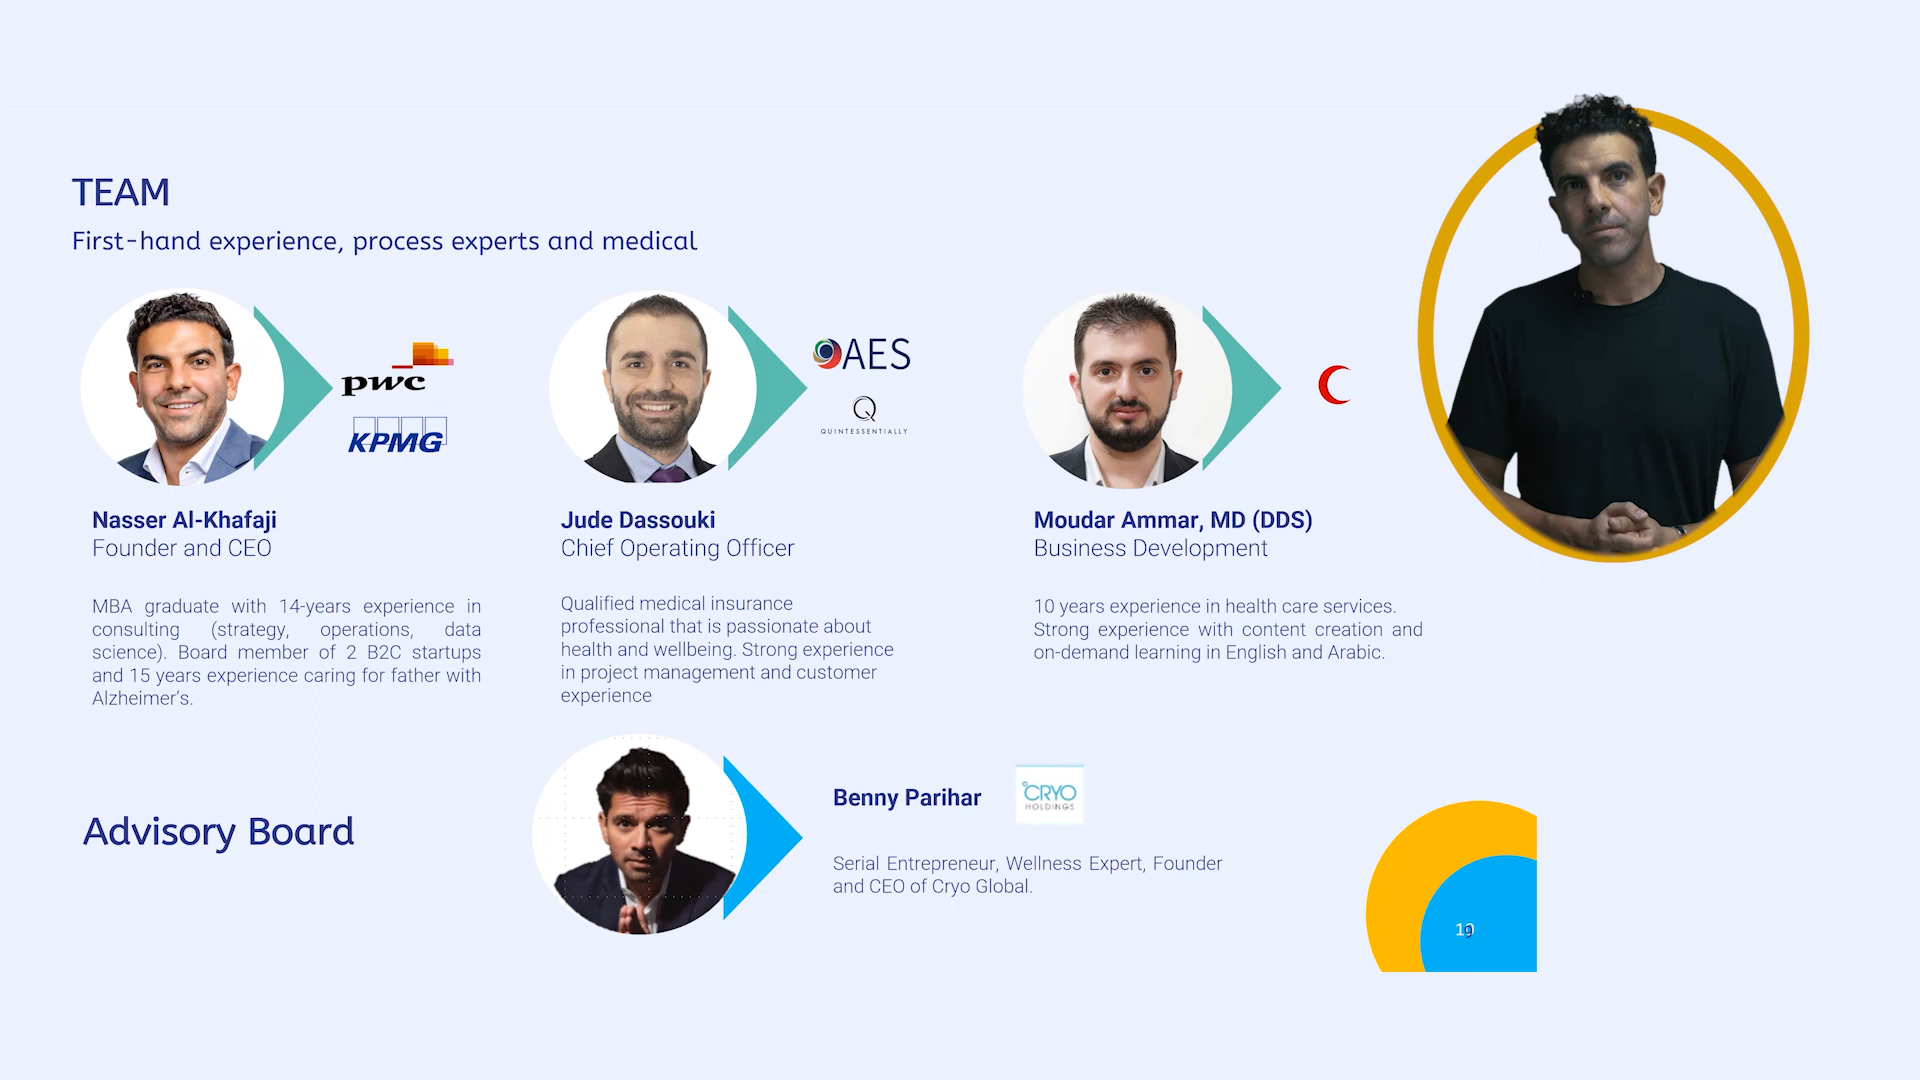 TEAM
First-hand experience, process experts and medical
pwc
KPMG
AES
QUINTESSENTIALLY
Nasser Al-Khafaji
Founder and CEO
MBA graduate with 14-years experience in
consulting (strategy, operations, data
science). Board member of 2 B2C startups
and 15 years experience caring for father with
Alzheimer's.
Jude Dassouki
Chief Operating Officer
Qualified medical insurance
professional that is passionate about
health and wellbeing. Strong experience
in project management and customer
experience
Moudar Ammar, MD (DDS)
Business Development
10 years experience in health care services.
Strong experience with content creation and
on-demand learning in English and Arabic.
Advisory Board
Benny Parihar
°CRYO
HOLDINGS
Serial Entrepreneur, Wellness Expert, Founder
and CEO of Cryo Global.